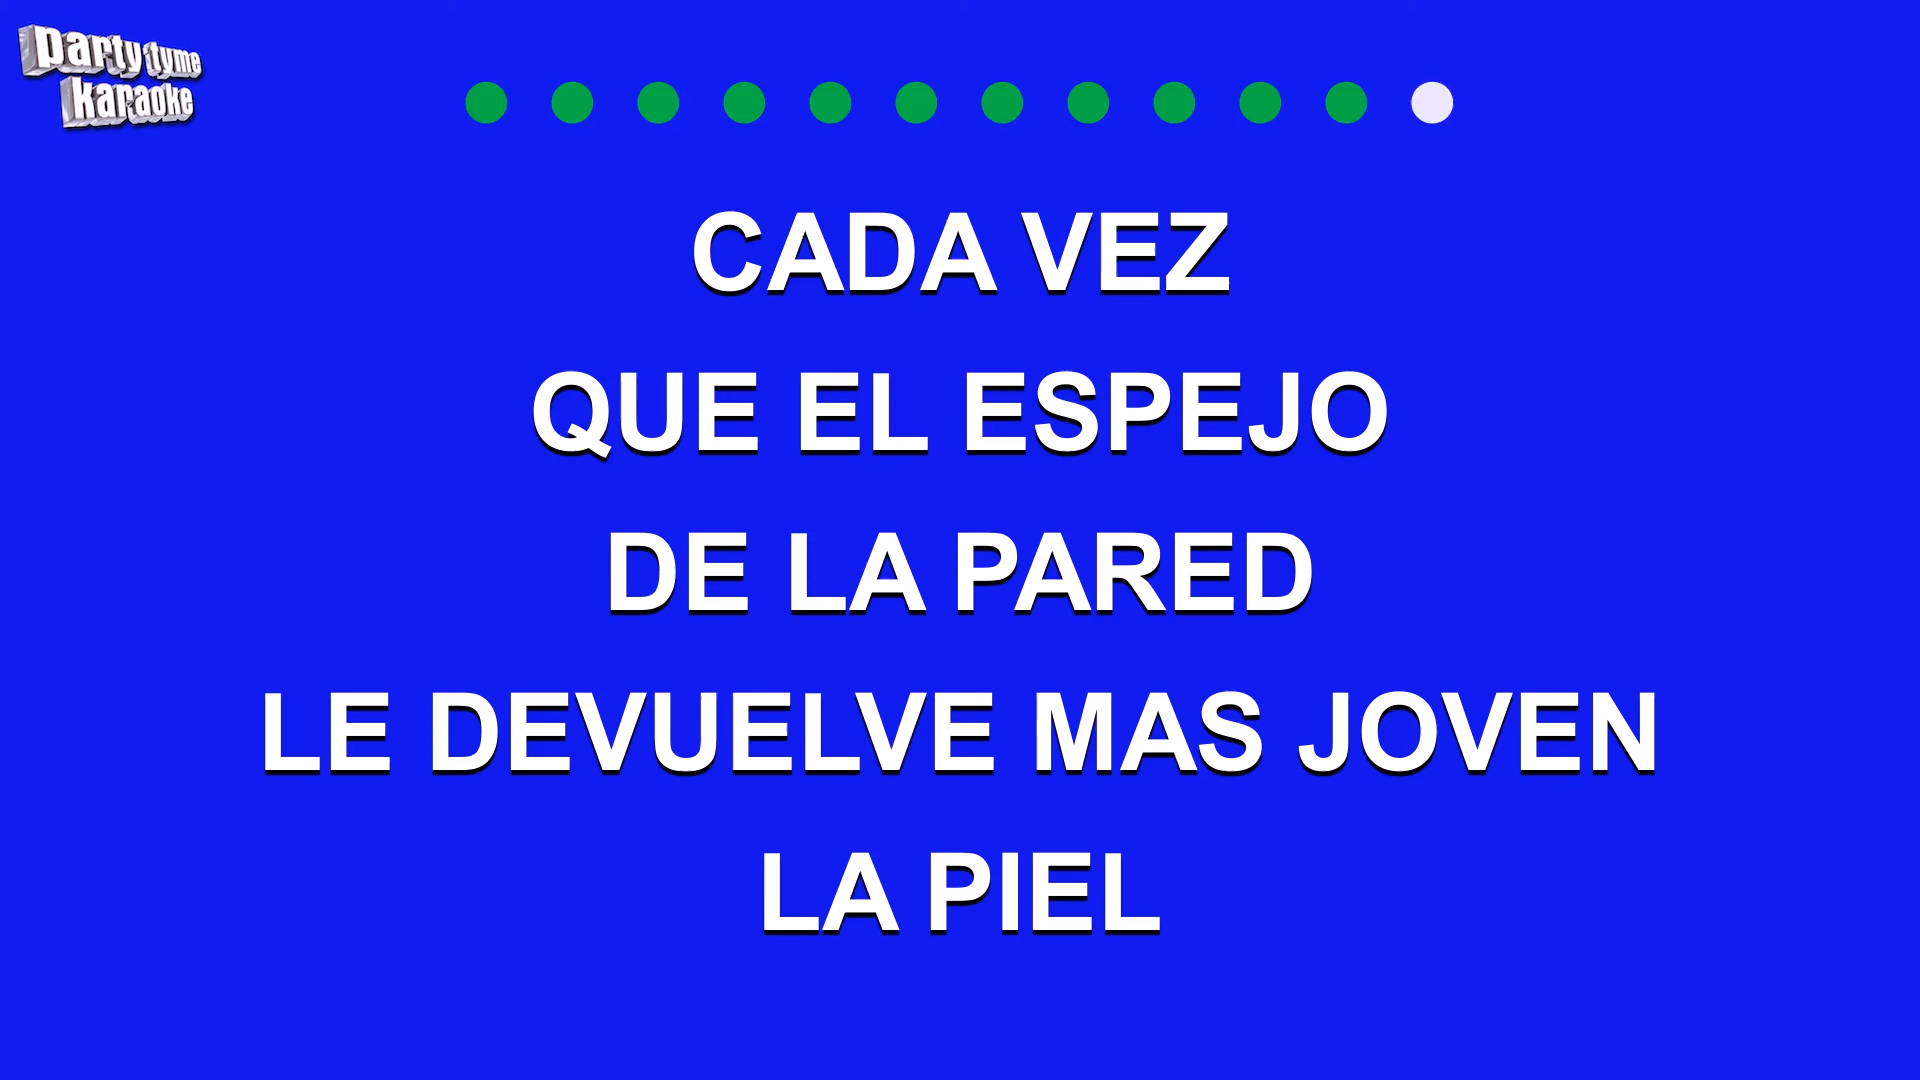 party tyme
karaoke
CADA VEZ
QUE EL ESPEJO
DE LA PARED
LE DEVUELVE MAS JOVEN
LA PIEL